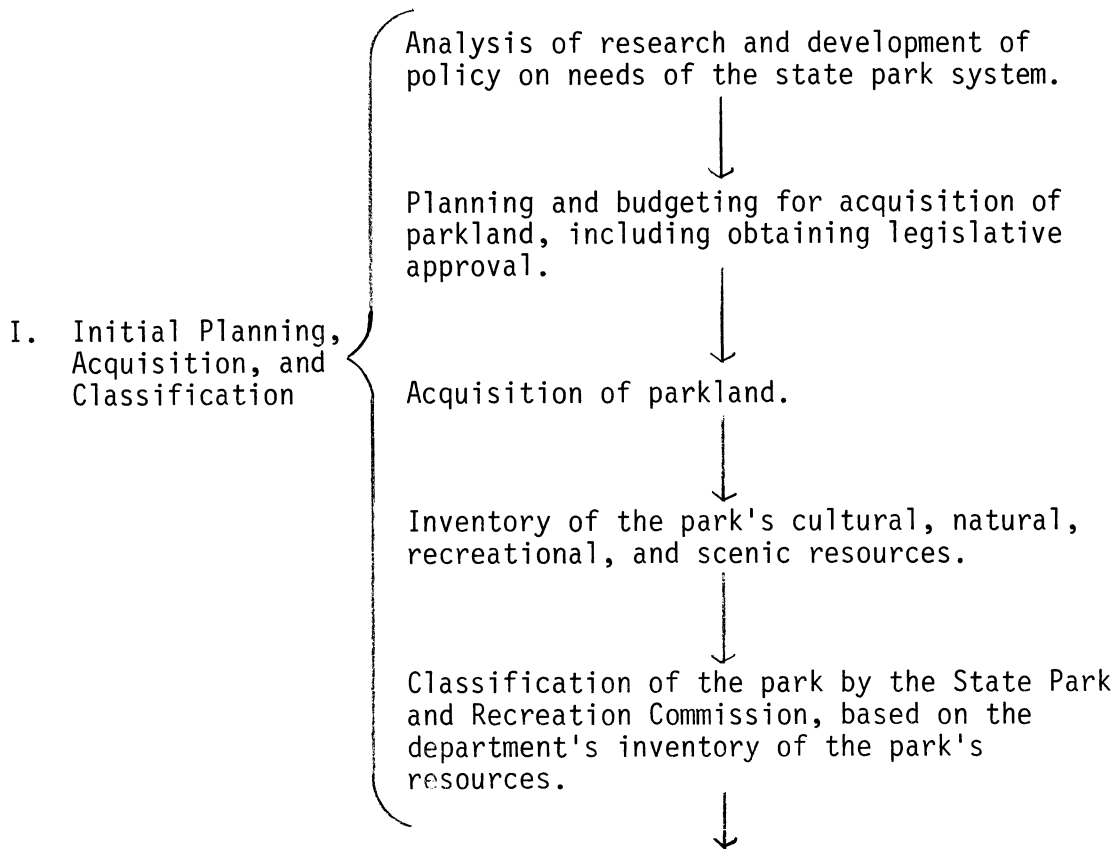 Analysis of research and development of
policy on needs of the state park system.
Planning and budgeting for acquisition of
parkland, including obtaining legislative
approval.
I. Initial Planning,
Acquisition, and
Classification
Acquisition of parkland.
Inventory of the park's cultural, natural,
recreational, and scenic resources.
Classification of the park by the State Park
and Recreation Commission, based on the
department's inventory of the park's
resources.